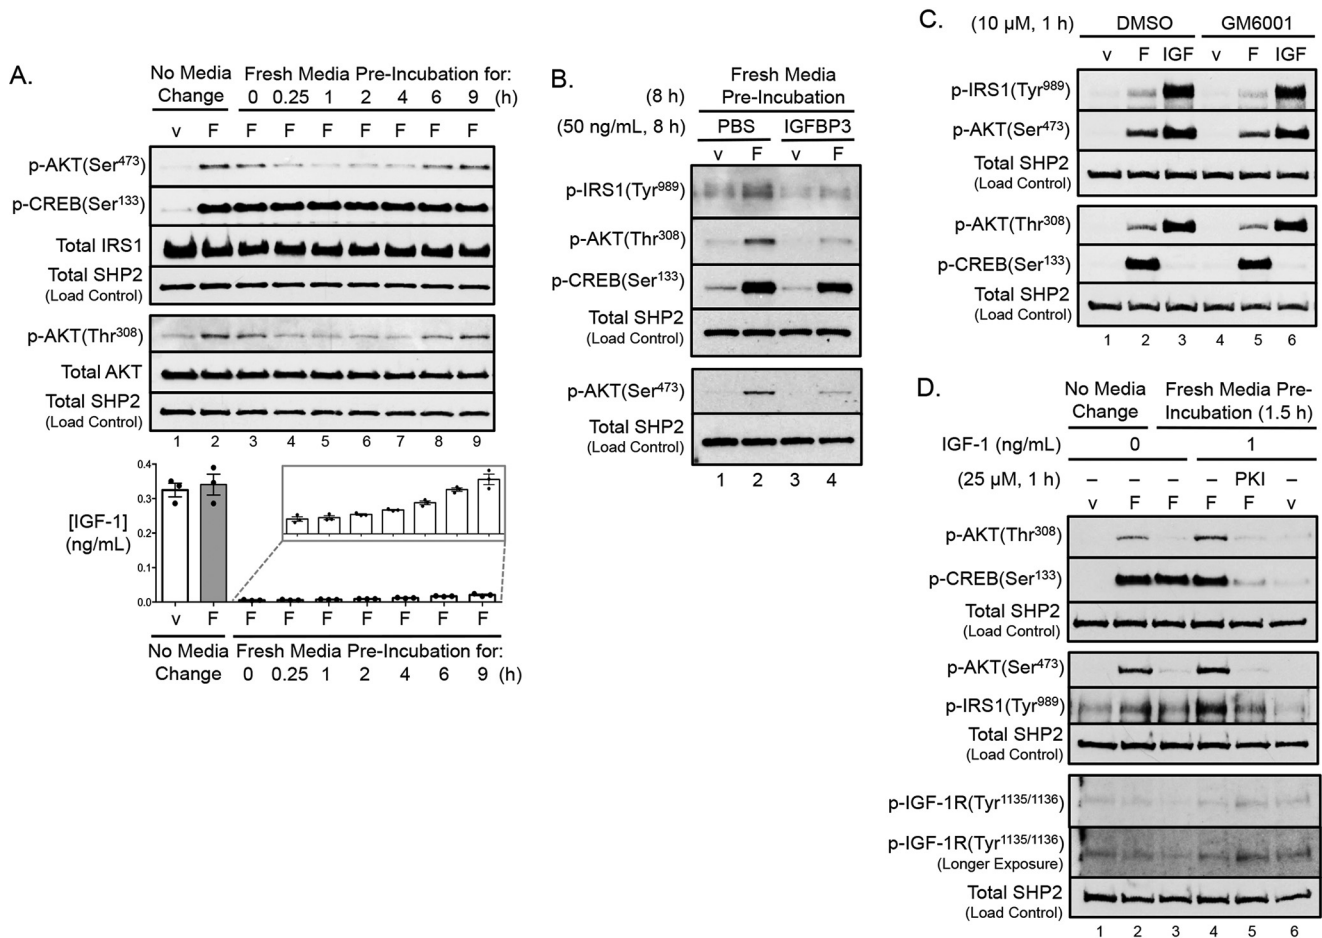 A.
No Media
Change
Fresh Media Pre-Incubation for:
0 0.25 1 2 4 6 9 (h)
v F F F F F F F F
p-AKT(Ser473)
p-CREB(Ser133)
Total IRS1
Total SHP2
(Load Control)
p-AKT(Thr308)
Total AKT
Total SHP2
(Load Control)
1 2 3 4 5 6 7 8 9
[IGF-1]
(ng/mL)
0.4
0.3
0.2
0.1
0.0
v F F F F F F F F
No Media
Change
Fresh Media Pre-Incubation for:
0 0.25 1 2 4 6 9 (h)
B.
Fresh Media
(8 h) Pre-Incubation
(50 ng/mL, 8 h) PBS IGFBP3
v F v F
p-IRS1(Tyr989)
p-AKT(Thr308)
p-CREB(Ser133)
Total SHP2
(Load Control)
p-AKT(Ser473)
Total SHP2
(Load Control)
1 2 3 4
C.
(10 µM, 1 h) DMSO GM6001
v F IGF v F IGF
p-IRS1(Tyr989)
p-AKT(Ser473)
Total SHP2
(Load Control)
p-AKT(Thr308)
p-CREB(Ser133)
Total SHP2
(Load Control)
1 2 3 4 5 6
D.
No Media
Change
Fresh Media Pre-
Incubation (1.5 h)
IGF-1 (ng/mL) 0 1
(25 µM, 1 h) – – – – PKI –
v F F F F v
p-AKT(Thr308)
p-CREB(Ser133)
Total SHP2
(Load Control)
p-AKT(Ser473)
p-IRS1(Tyr989)
Total SHP2
(Load Control)
p-IGF-1R(Tyr1135/1136)
p-IGF-1R(Tyr1135/1136)
(Longer Exposure)
Total SHP2
(Load Control)
1 2 3 4 5 6